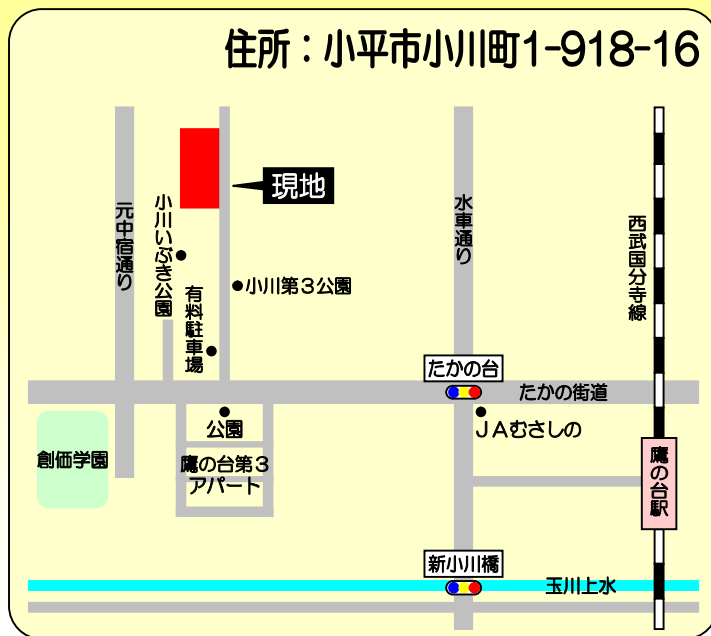 住所：小平市小川町1-918-16
現地
元中宿通り
小川いぶき公園
有料駐車場
小川第3公園
水車通り
西武国分寺線
たかの台
たかの街道
公園
JAむさしの
創価学園
鷹の台第3
アパート
鷹の台駅
新小川橋
玉川上水